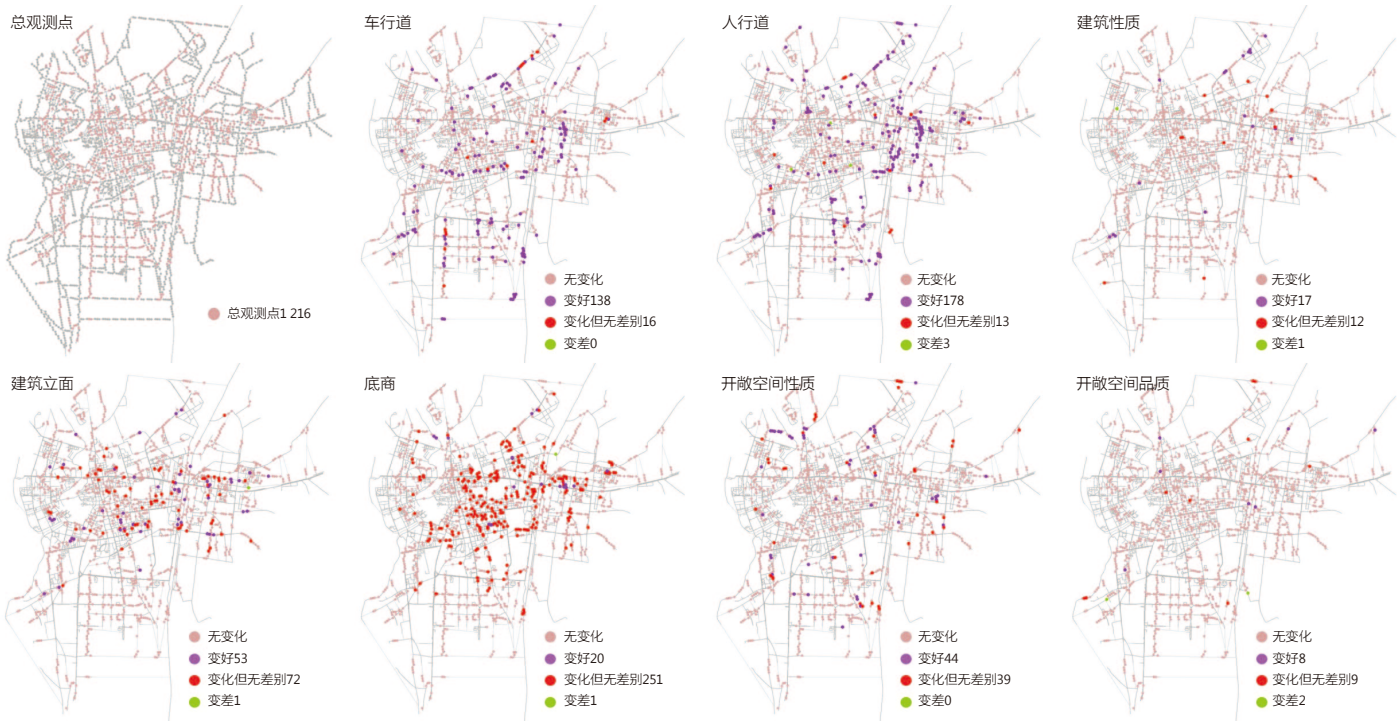 总观测点
总观测点1 216
车行道
无变化
变好138
变化但无差别16
变差0
人行道
无变化
变好178
变化但无差别13
变差3
建筑性质
无变化
变好17
变化但无差别12
变差1
建筑立面
无变化
变好53
变化但无差别72
变差1
底商
无变化
变好20
变化但无差别251
变差1
开敞空间性质
无变化
变好44
变化但无差别39
变差0
开敞空间品质
无变化
变好8
变化但无差别9
变差2